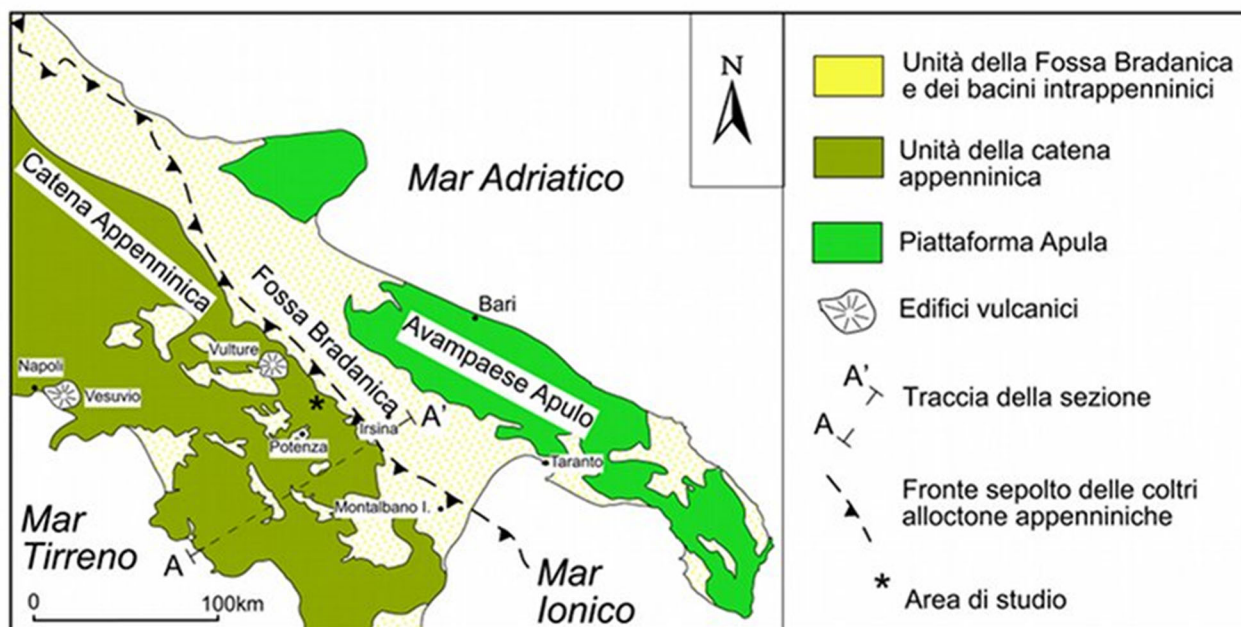 Mar Adriatico
Catena Appenninica
Fossa Bradanica
Bari
Avampaese Apulo
Vulture
Napoli
Vesuvio
A'
Irsina
Potenza
Taranto
Montalbano I.
Mar
Tirreno
A
Mar
Ionico
0
100km
N
Unità della Fossa Bradanica
e dei bacini intrappenninici
Unità della catena
appenninica
Piattaforma Apula
Edifici vulcanici
A'
Traccia della sezione
A
Fronte sepolto delle coltri
alloctone appenniniche
* Area di studio